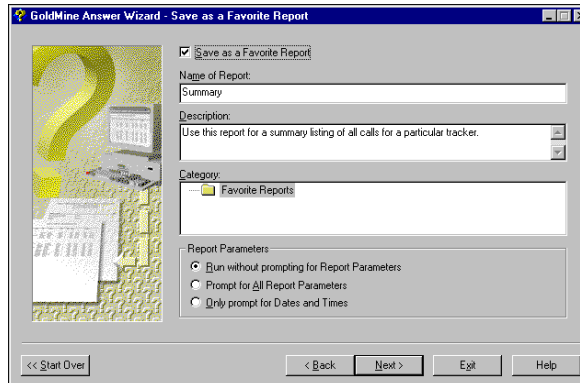 GoldMine Answer Wizard - Save as a Favorite Report
Save as a Favorite Report
Name of Report:
Summary
Description:
Use this report for a summary listing of all calls for a particular tracker.
Category:
Favorite Reports
Report Parameters
Run without prompting for Report Parameters
Prompt for All Report Parameters
Only prompt for Dates and Times
<< Start Over
< Back
Next >
Exit
Help